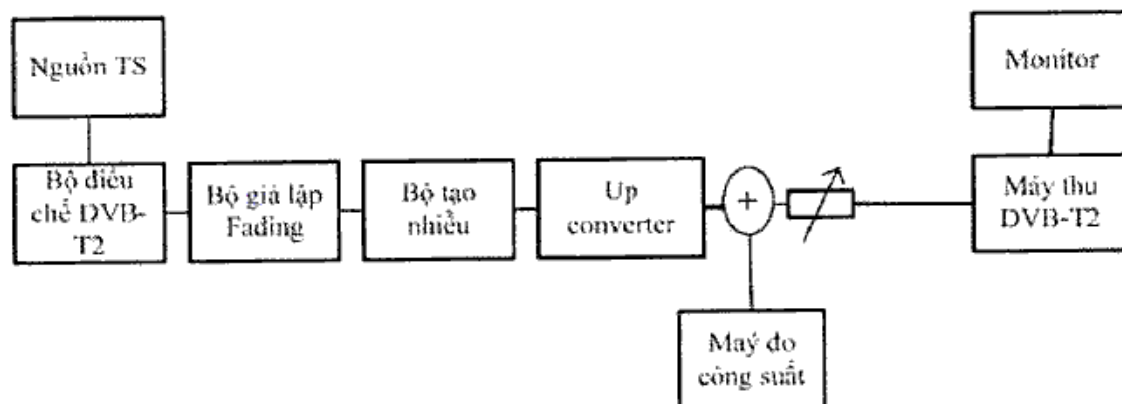 Nguồn TS
Monitor
Bộ điều
chế DVB-
T2
Bộ giả lập
Fading
Bộ tạo
nhiễu
Up
converter
+
Máy thu
DVB-T2
Maý đo
công suất